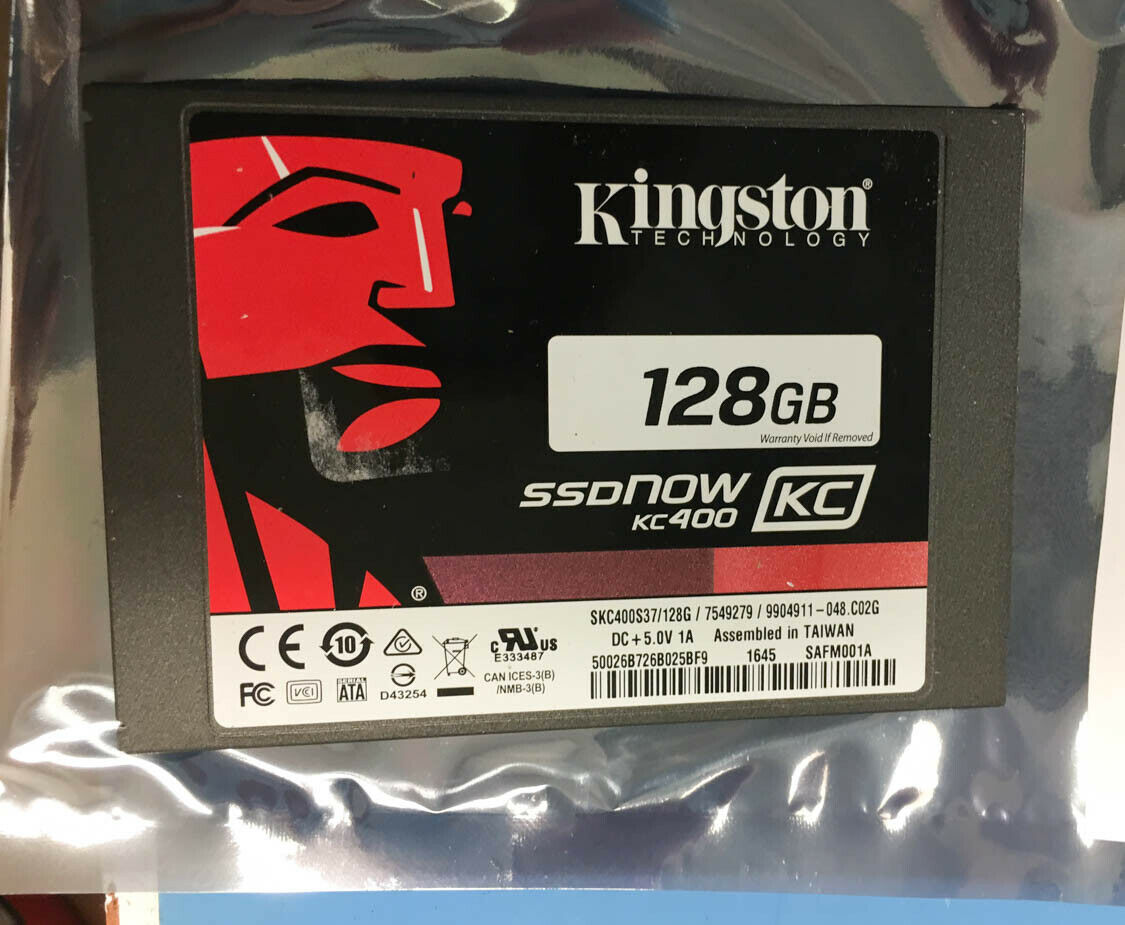 Kingston®
TECHNOLOGY
128GB
Warranty Void If Removed
SSDNOW KC
KC400
®
SKC400S37/128G / 7549279 / 9904911-048.C02G
DC+5.0V 1A Assembled in TAIWAN
50026B726B025BF9 1645 SAFM001A
CE 10 c RU US
E333487
CAN ICES-3(B)
/NMB-3(B)
FC VCI SERIAL
ATA
D43254